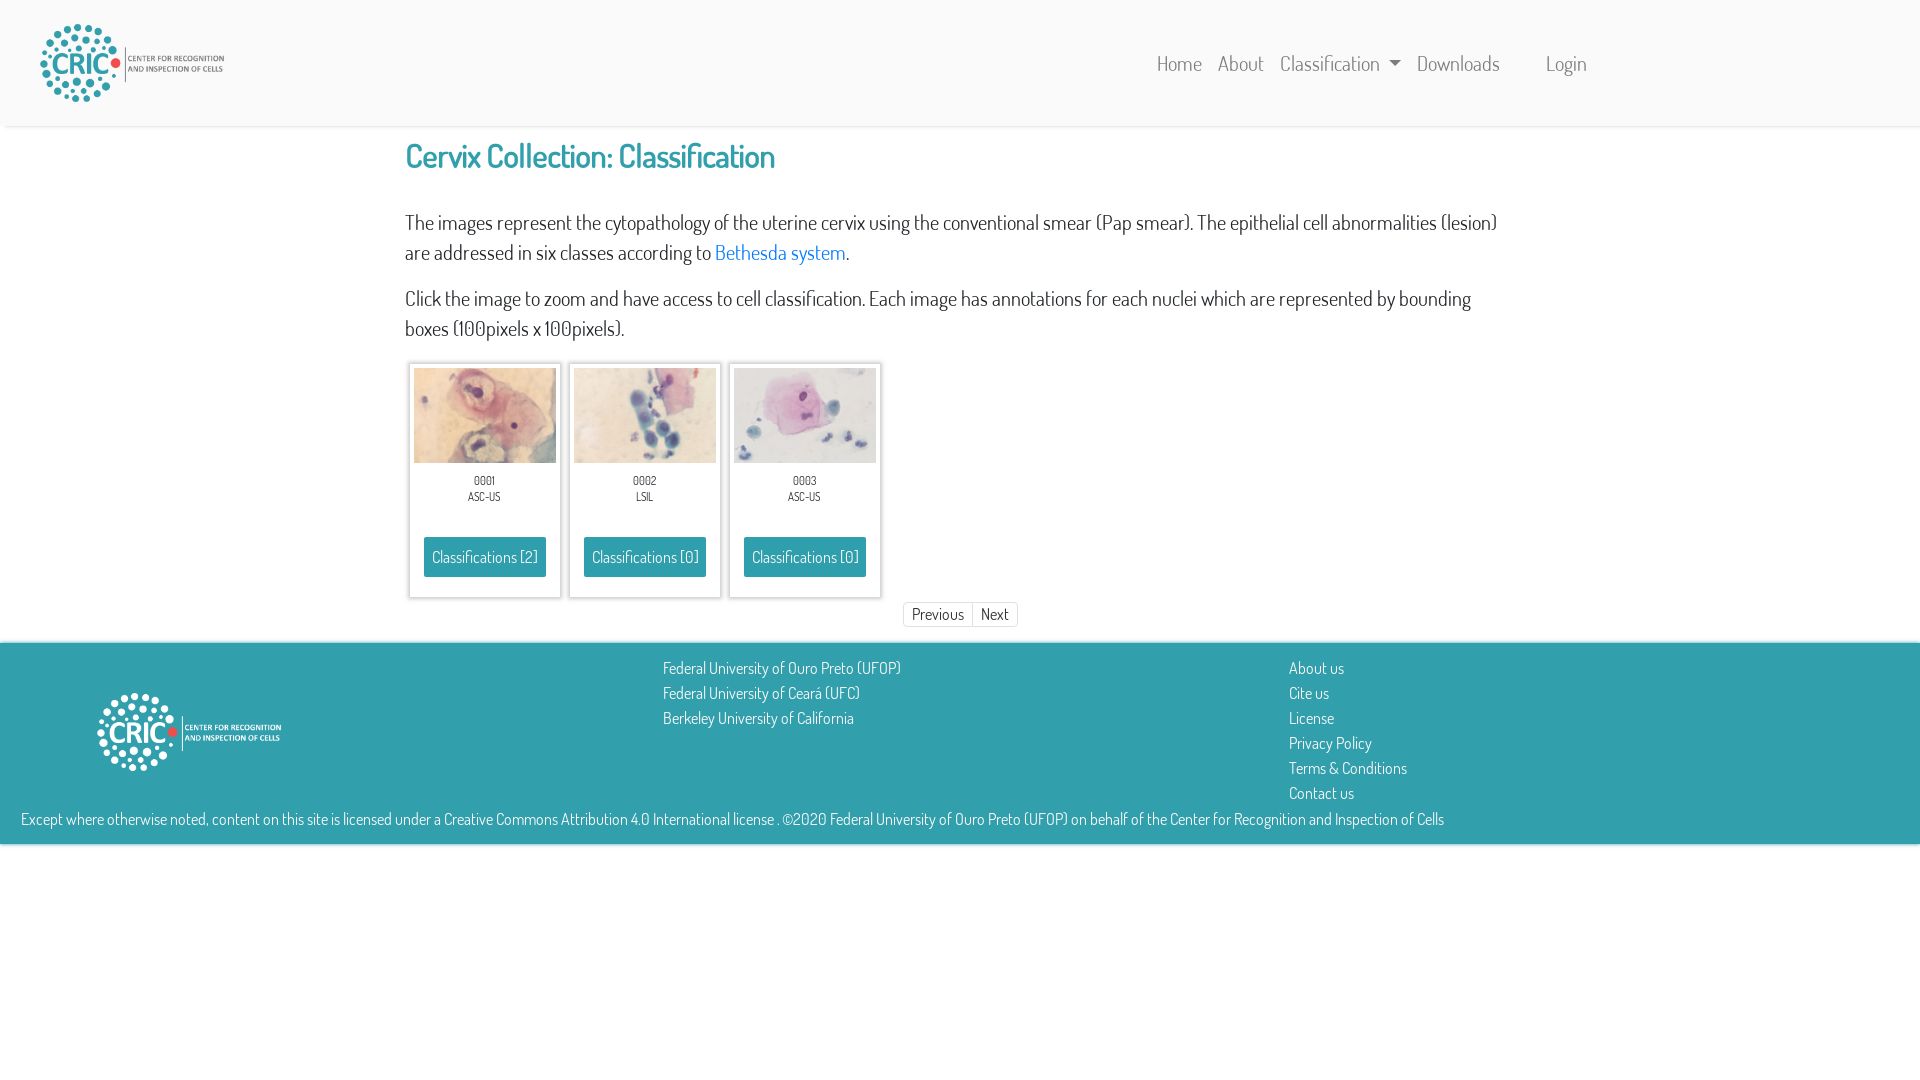 CRIC
CENTER FOR RECOGNITION
AND INSPECTION OF CELLS
Home About Classification Downloads Login
Cervix Collection: Classification
The images represent the cytopathology of the uterine cervix using the conventional smear (Pap smear). The epithelial cell abnormalities (lesion)
are addressed in six classes according to Bethesda system.
Click the image to zoom and have access to cell classification. Each image has annotations for each nuclei which are represented by bounding
boxes (100pixels x 100pixels).
0001
ASC-US
Classifications [2]
0002
LSIL
Classifications [0]
0003
ASC-US
Classifications [0]
Previous Next
CRIC
CENTER FOR RECOGNITION
AND INSPECTION OF CELLS
Federal University of Ouro Preto (UFOP)
Federal University of Ceará (UFC)
Berkeley University of California
About us
Cite us
License
Privacy Policy
Terms & Conditions
Contact us
Except where otherwise noted, content on this site is licensed under a Creative Commons Attribution 4.0 International license . ©2020 Federal University of Ouro Preto (UFOP) on behalf of the Center for Recognition and Inspection of Cells